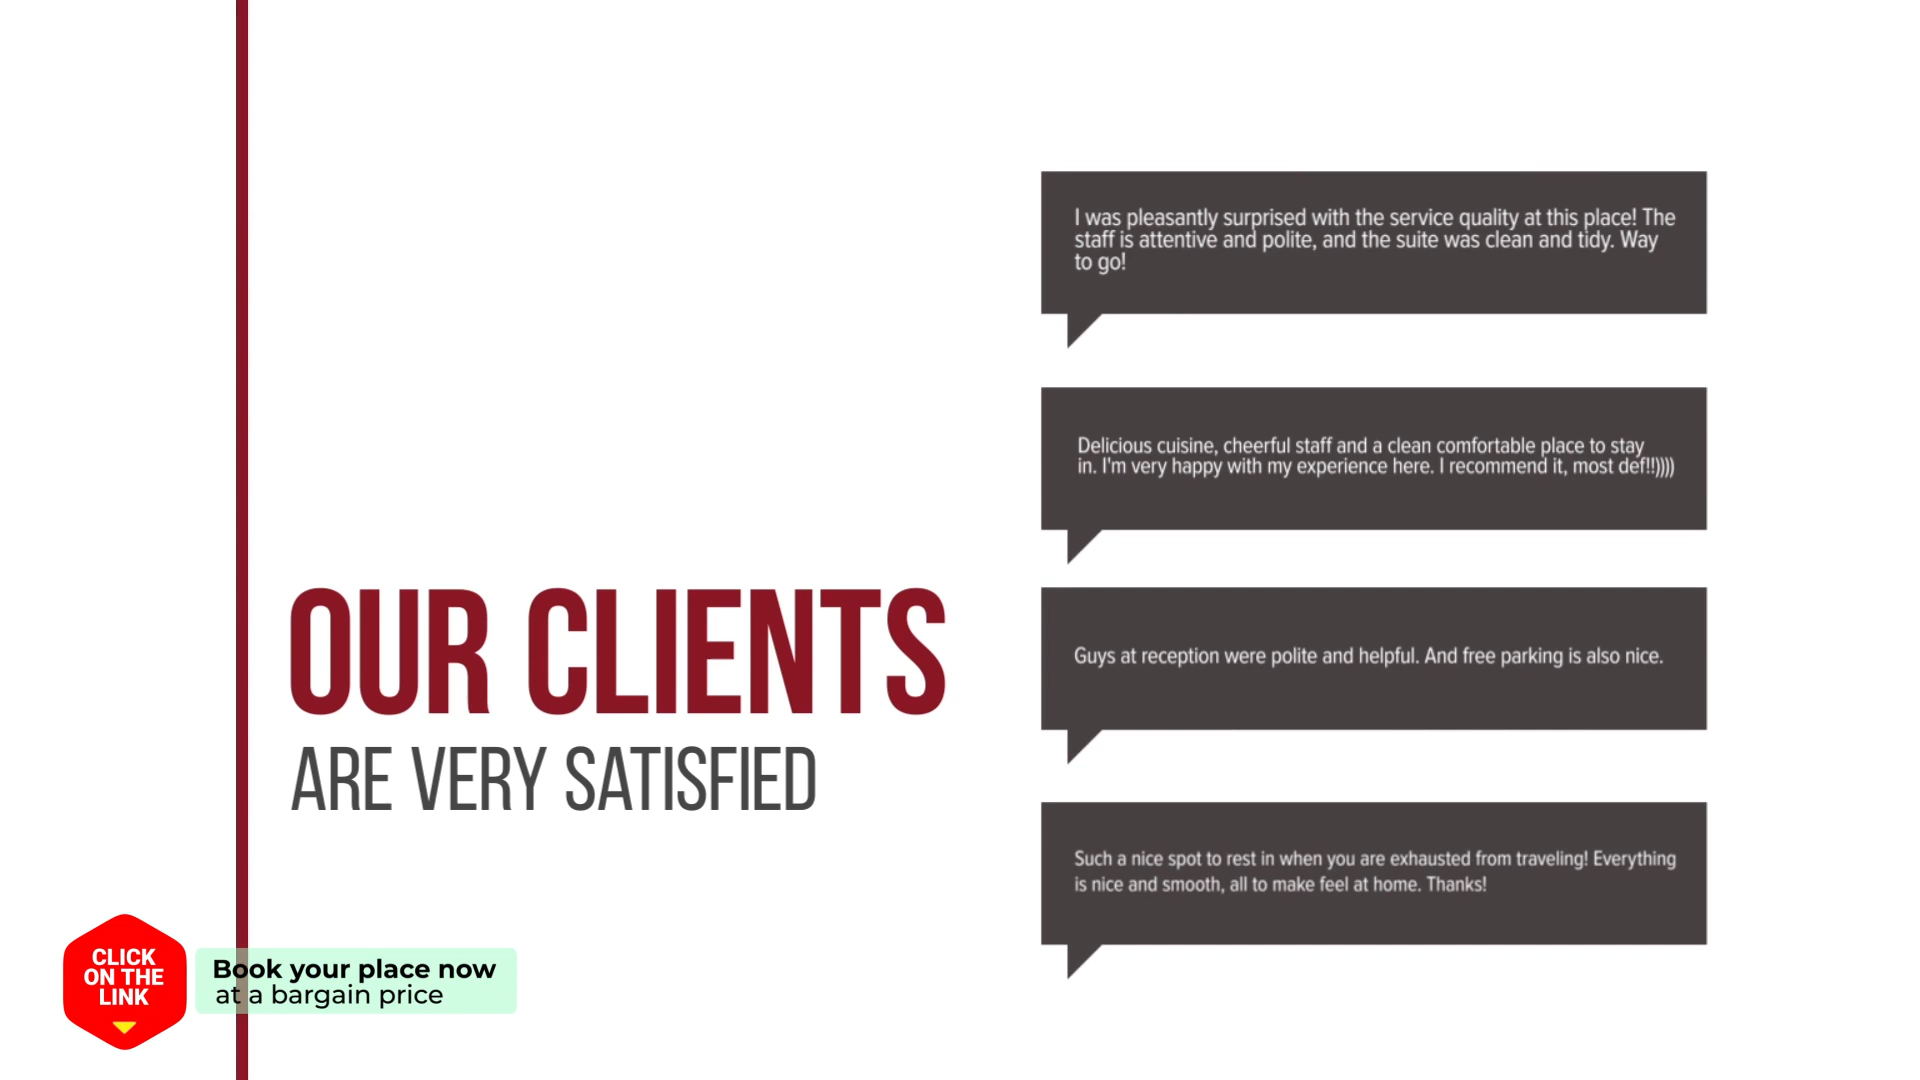 I was pleasantly surprised with the service quality at this place! The
staff is attentive and polite, and the suite was clean and tidy. Way
to go!
Delicious cuisine, cheerful staff and a clean comfortable place to stay
in. I'm very happy with my experience here. I recommend it, most def!!))))
OUR CLIENTS
ARE VERY SATISFIED
Guys at reception were polite and helpful. And free parking is also nice.
Such a nice spot to rest in when you are exhausted from traveling! Everything
is nice and smooth, all to make feel at home. Thanks!
CLICK
ON THE
LINK
Book your place now
at a bargain price